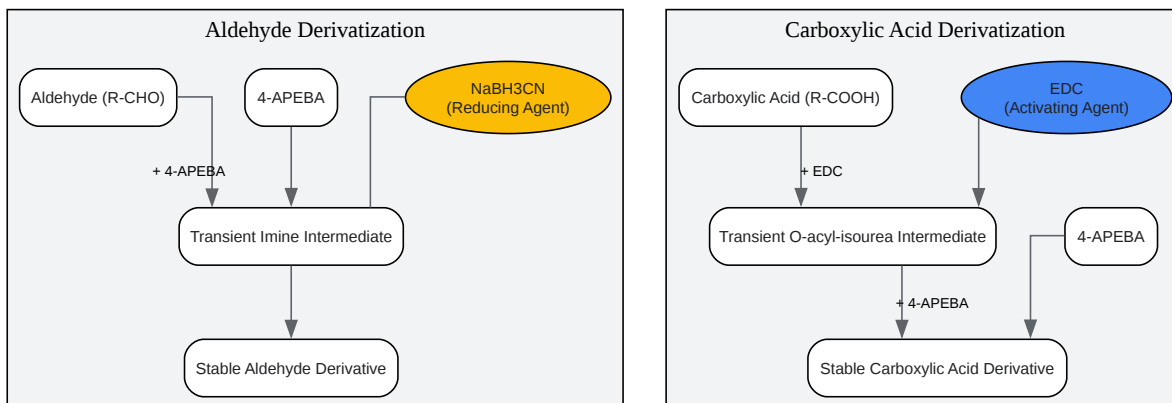 Aldehyde Derivatization
Aldehyde (R-CHO)
4-APEBA
NaBH3CN
(Reducing Agent)
+ 4-APEBA
Transient Imine Intermediate
Stable Aldehyde Derivative
Carboxylic Acid Derivatization
Carboxylic Acid (R-COOH)
EDC
(Activating Agent)
+ EDC
Transient O-acyl-isourea Intermediate
4-APEBA
+ 4-APEBA
Stable Carboxylic Acid Derivative